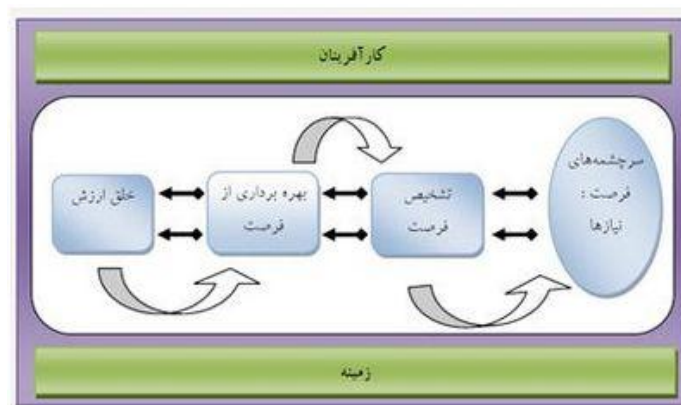 کارآفرینان
سرچشمه‌های
فرصت :
نیازها
تشخیص
فرصت
بهره برداری از
فرصت
خلق ارزش
زمینه